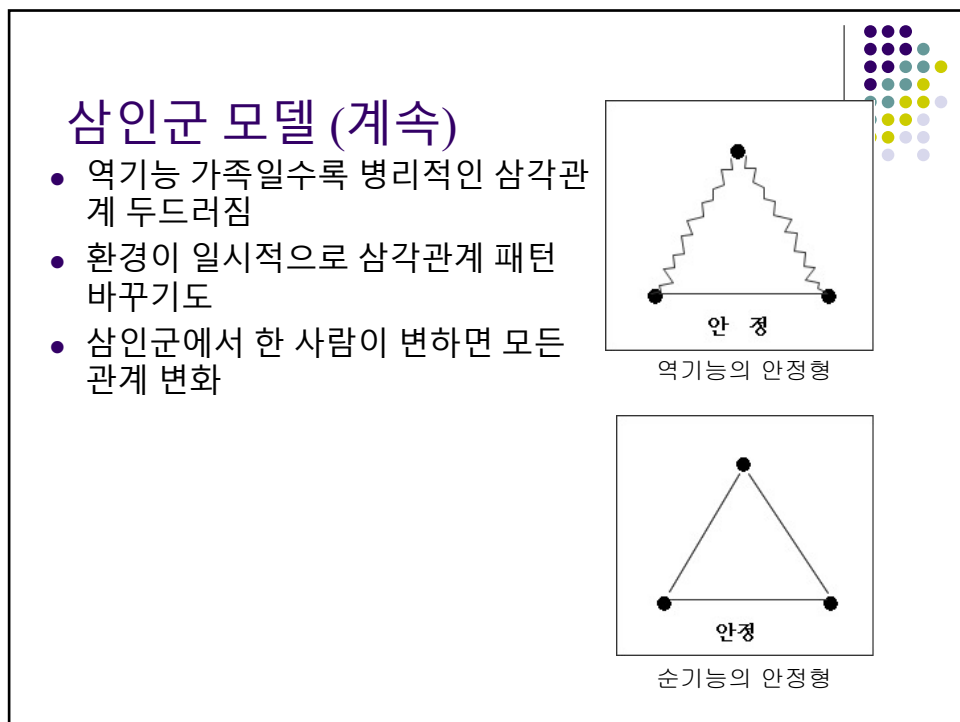 삼인군 모델 (계속)
역기능 가족일수록 병리적인 삼각관
계 두드러짐
환경이 일시적으로 삼각관계 패턴
바꾸기도
삼인군에서 한 사람이 변하면 모든
관계 변화
안 정
역기능의 안정형
안정
순기능의 안정형